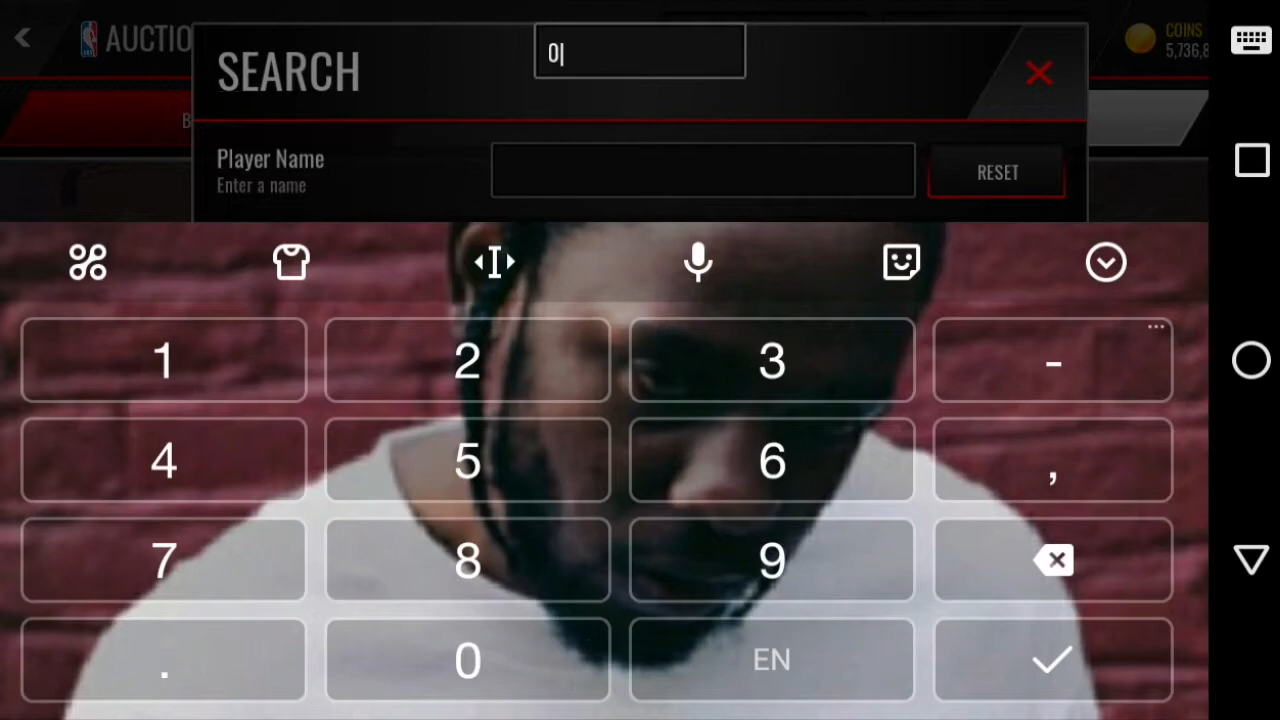 AUCTIO
SEARCH
0
COINS
5,736,8
B
Player Name
Enter a name
RESET
1 2 3 -
4 5 6 ,
7 8 9
. 0 EN